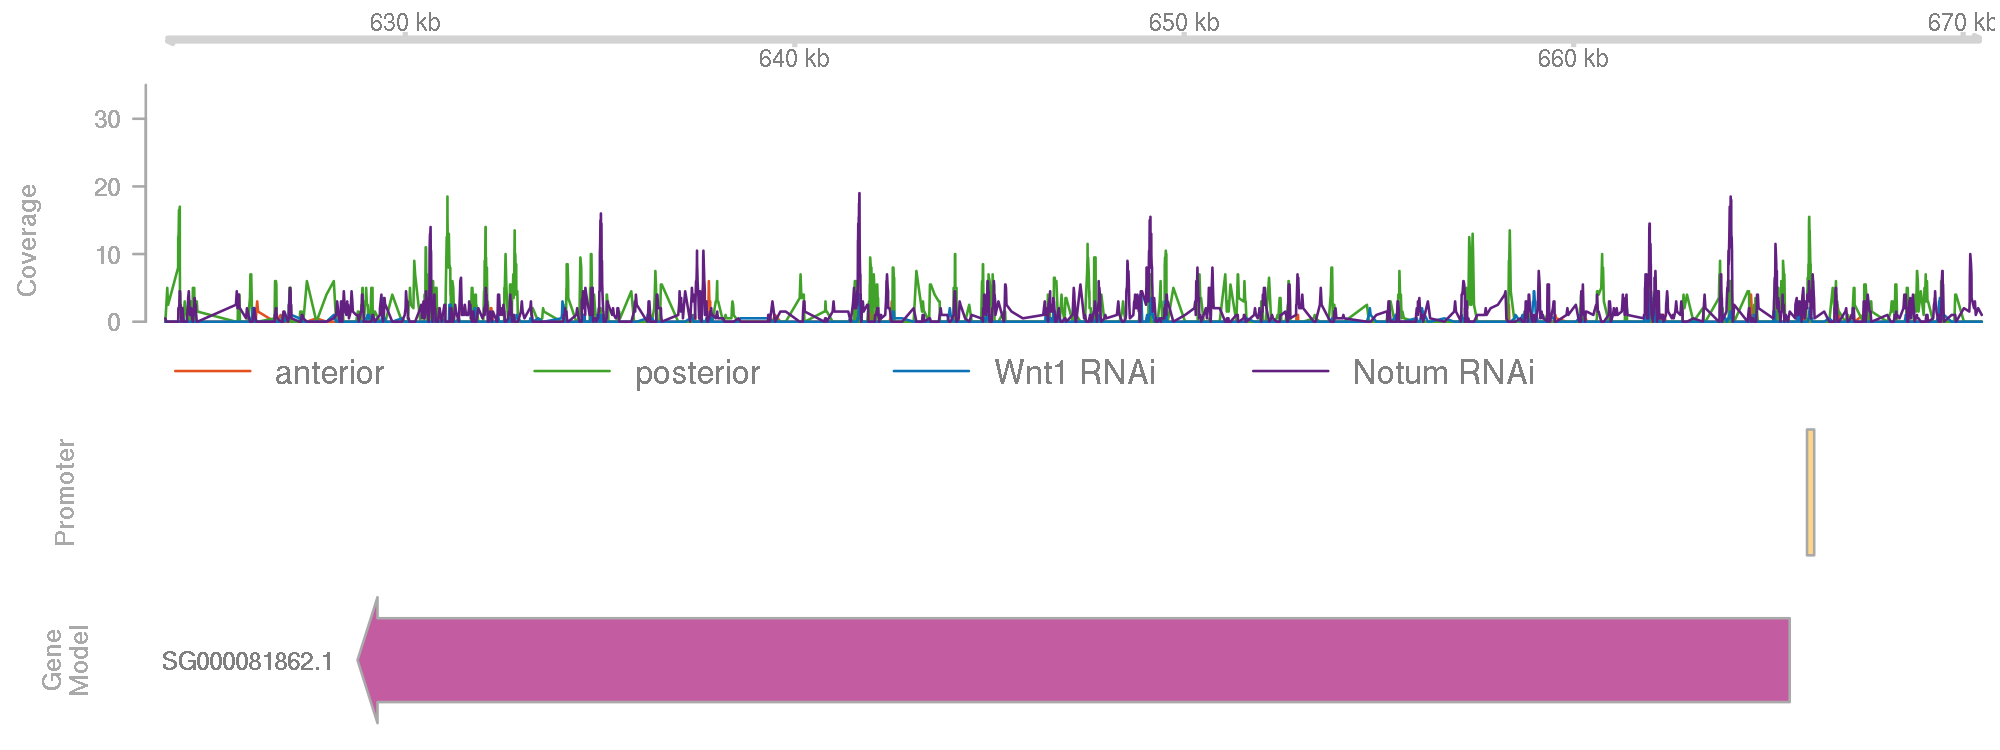 630 kb
650 kb
670 kb
640 kb
660 kb
Coverage
30
20
10
0
anterior
posterior
Wnt1 RNAi
Notum RNAi
Promoter
Gene
Model
SG000081862.1